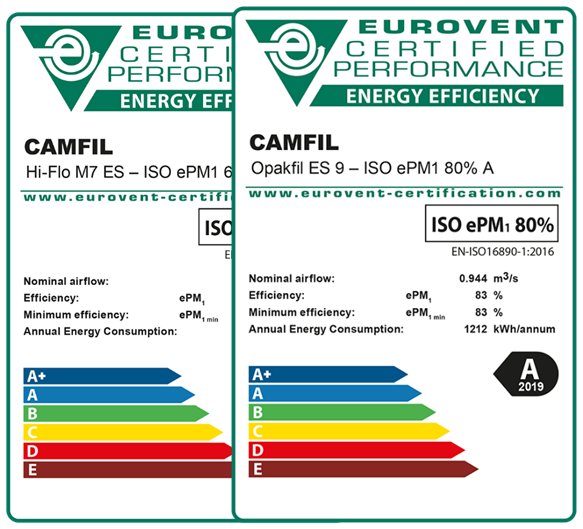 EUROVENT
CERTIFIED
PERFORMANCE
ENERGY EFF
CAMFIL
Hi-Flo M7 ES – ISO ePM1 6
www.eurovent-certific
ISO
Nominal airflow:
Efficiency: ePM1
Minimum efficiency: ePM1 min
Annual Energy Consumption:
A+
A
B
C
D
E
EUROVENT
CERTIFIED
PERFORMANCE
ENERGY EFFICIENCY
CAMFIL
Opakfil ES 9 – ISO ePM1 80% A
www.eurovent-certification.com
ISO ePM1 80%
EN-ISO16890-1:2016
Nominal airflow: 0.944 m3/s
Efficiency: ePM1 83 %
Minimum efficiency: ePM1 min 83 %
Annual Energy Consumption: 1212 kWh/annum
A+
A
B
C
D
E
A
2019